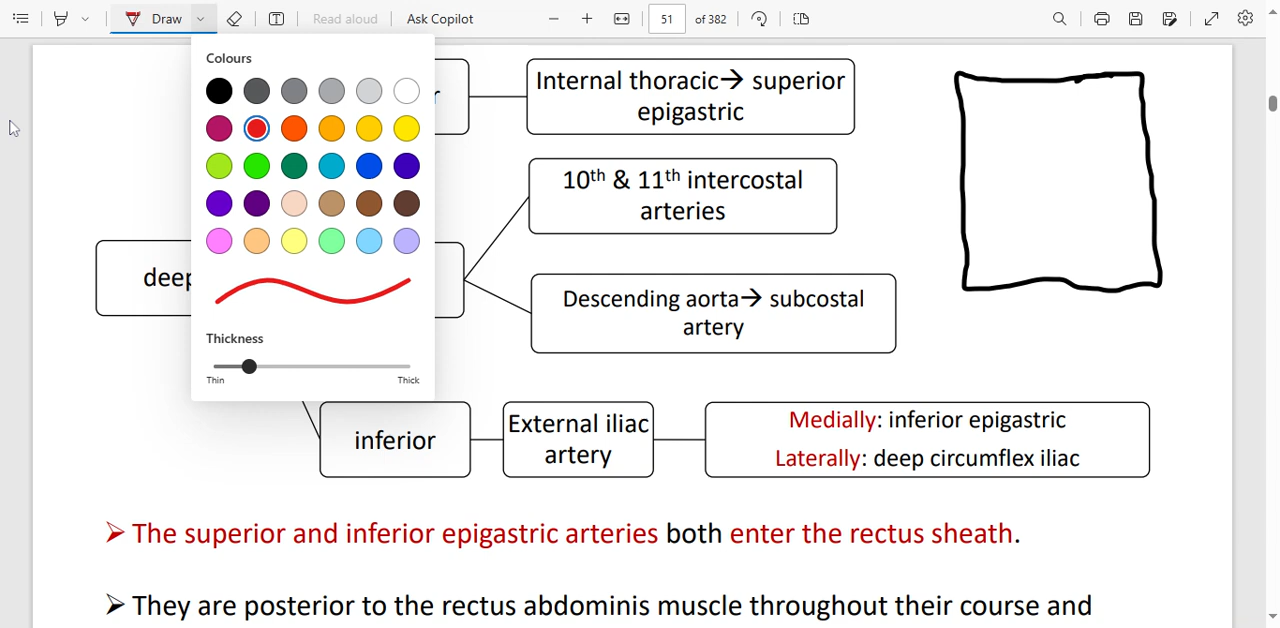 Draw
Read aloud
Ask Copilot
51
of 382
Colours
Thickness
Thin
Thick
r
Internal thoracic→ superior
epigastric
10th & 11th intercostal
arteries
deep
Descending aorta→ subcostal
artery
inferior
External iliac
artery
Medially: inferior epigastric
Laterally: deep circumflex iliac
➢ The superior and inferior epigastric arteries both enter the rectus sheath.
➢ They are posterior to the rectus abdominis muscle throughout their course and